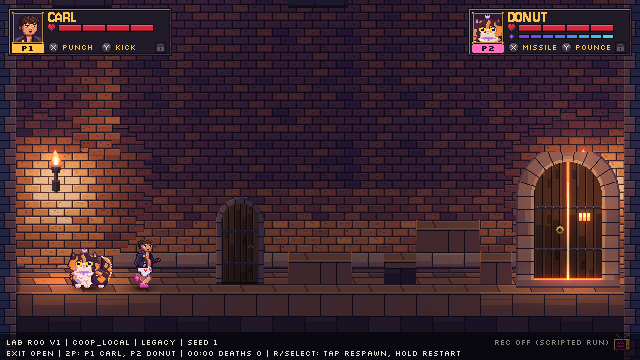 CARL
P1
X PUNCH Y KICK
DONUT
P2
X MISSILE Y POUNCE
LAB ROO V1 | COOP_LOCAL | LEGACY | SEED 1
REC OFF (SCRIPTED RUN)
EXIT OPEN | 2P: P1 CARL, P2 DONUT | 00:00 DEATHS 0 | R/SELECT: TAP RESPAWN, HOLD RESTART